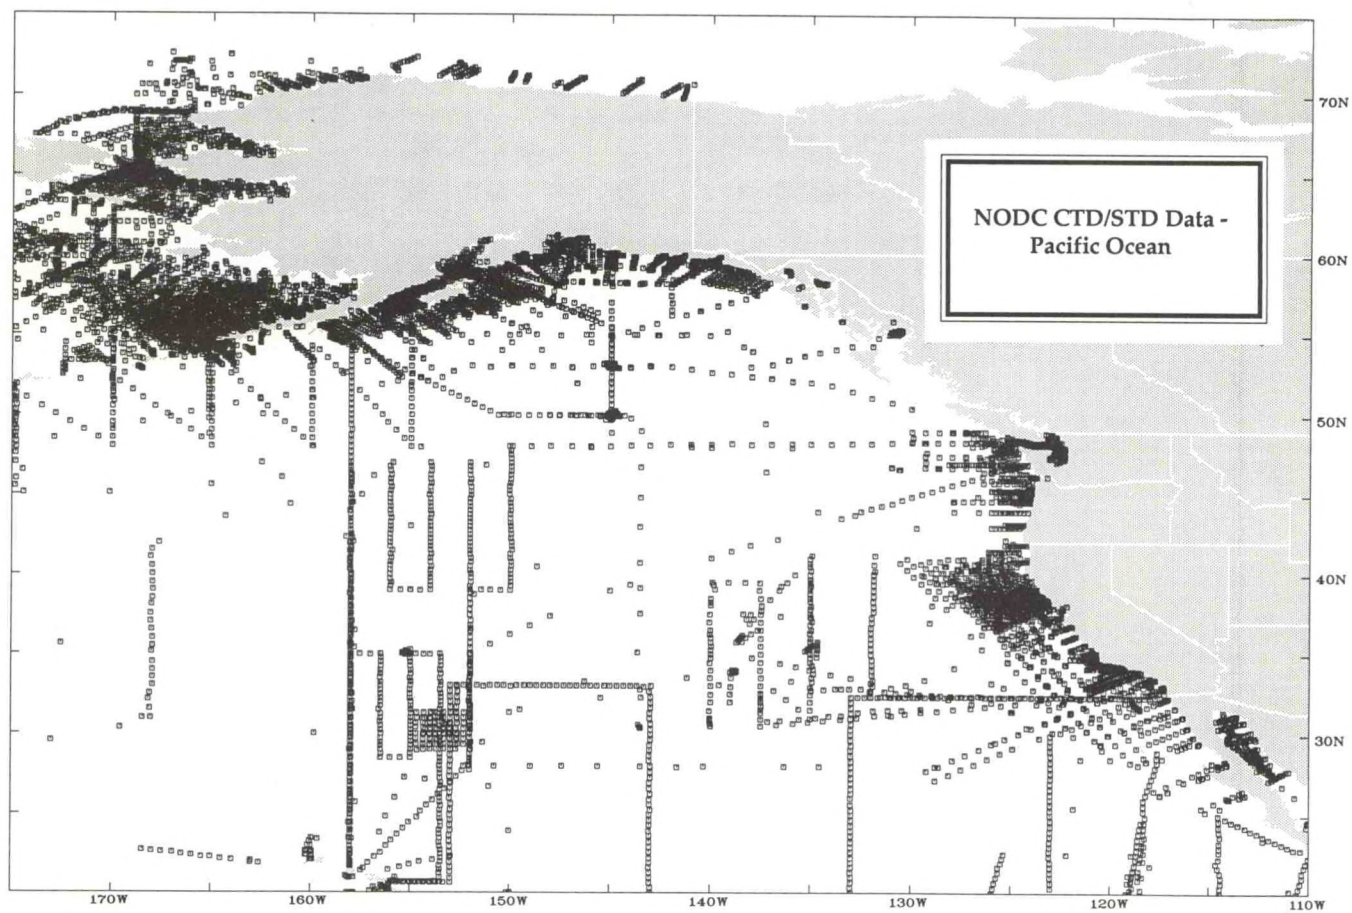 NODC CTD/STD Data -
Pacific Ocean
70N
60N
50N
40N
30N
170W
160W
150W
140W
130W
120W
110W